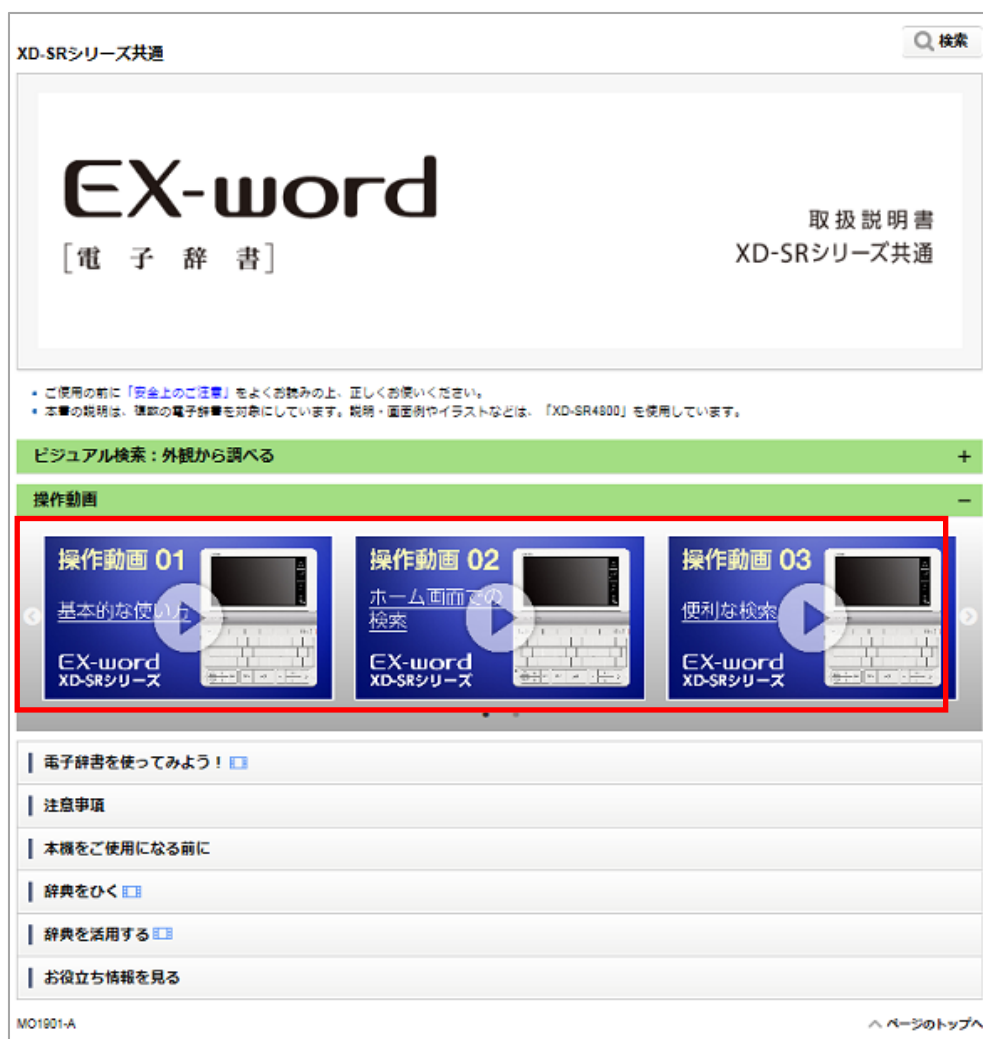 XD-SRシリーズ共通
検索
EX-word
[電子辞書]
取扱説明書
XD-SRシリーズ共通
• ご使用の前に「安全上のご注意」をよくお読みの上、正しくお使いください。
• 本書の説明は、複数の電子辞書を対象にしています。説明・画面例やイラストなどは、「XD-SR4800」を使用しています。
ビジュアル検索：外観から調べる +
操作動画 −
操作動画 01
基本的な使い方
EX-word
XD-SRシリーズ
操作動画 02
ホーム画面での
検索
EX-word
XD-SRシリーズ
操作動画 03
便利な検索
EX-word
XD-SRシリーズ
電子辞書を使ってみよう！
注意事項
本機をご使用になる前に
辞典をひく
辞典を活用する
お役立ち情報を見る
MO1901-A
ページのトップへ